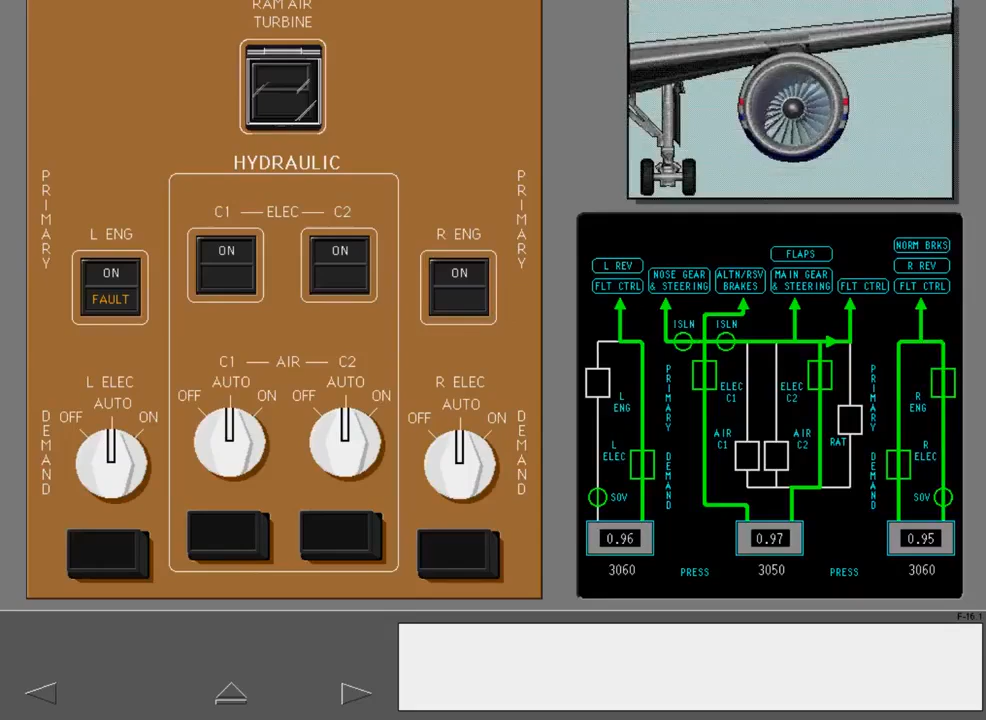 RAM AIR
TURBINE
HYDRAULIC
PRIMARY
PRIMARY
C1 ELEC C2
L ENG
R ENG
ON
ON
ON
FAULT
ON
C1 AIR C2
L ELEC
R ELEC
OFF AUTO ON
OFF AUTO ON
OFF AUTO ON
OFF AUTO ON
DEMAND
DEMAND
NORM BRKS
FLAPS
L REV
R REV
FLT CTRL
NOSE GEAR
& STEERING
ALTN/RSV
BRAKES
MAIN GEAR
& STEERING
FLT CTRL
FLT CTRL
ISLN
ISLN
L
ENG
PRIMARY
ELEC
C1
ELEC
C2
PRIMARY
R
ENG
L
ELEC
DEMAND
AIR
C1
AIR
C2
RAT
DEMAND
R
ELEC
SOV
SOV
0.96
0.97
0.95
3060
PRESS
3050
PRESS
3060
F-16.1